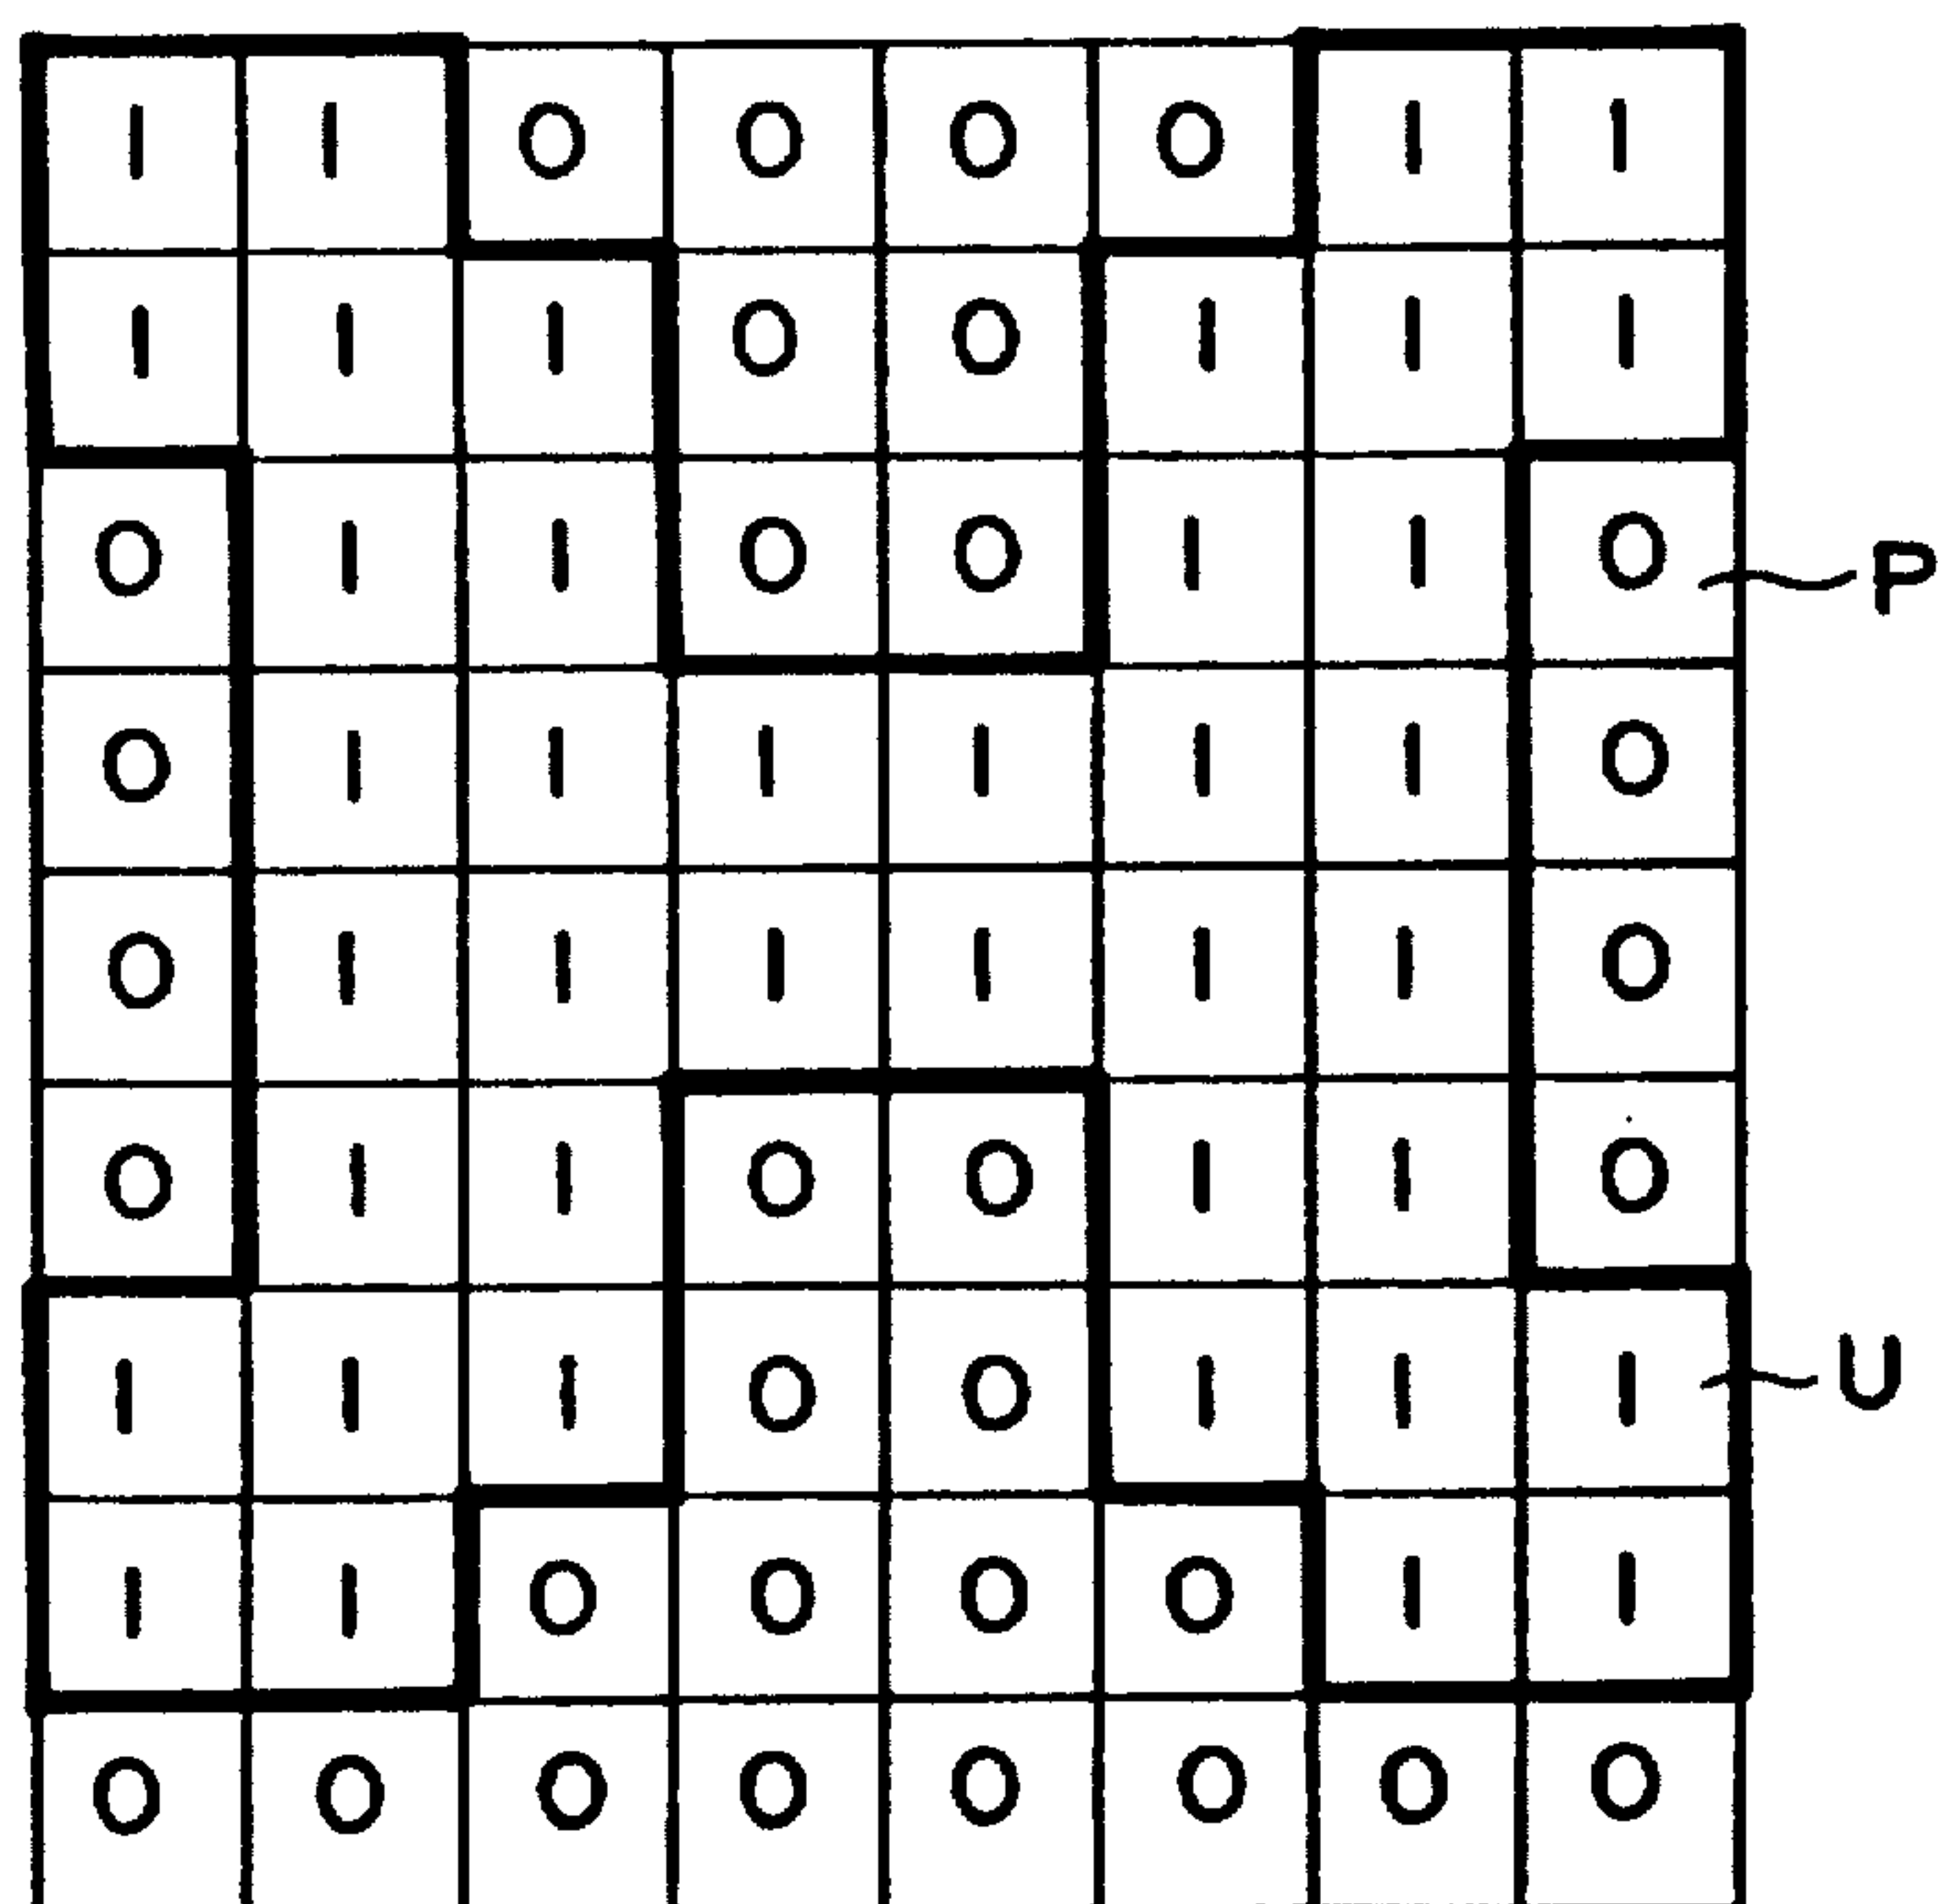 1 1 0 0 0 0 1 1
1 1 1 0 0 1 1 1
0 1 1 0 0 1 1 0 P
0 1 1 1 1 1 1 0
0 1 1 1 1 1 1 0
0 1 1 0 0 1 1 0
1 1 1 0 0 1 1 1 U
1 1 0 0 0 0 1 1
0 0 0 0 0 0 0 0